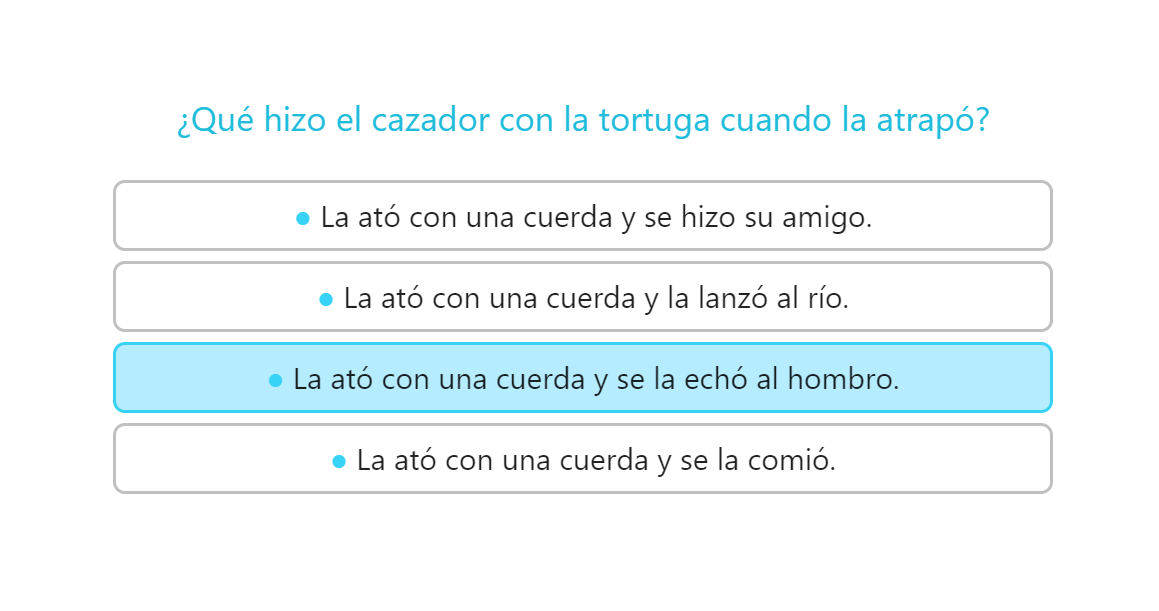 ¿Qué hizo el cazador con la tortuga cuando la atrapó?
● La ató con una cuerda y se hizo su amigo.
● La ató con una cuerda y la lanzó al río.
● La ató con una cuerda y se la echó al hombro.
● La ató con una cuerda y se la comió.